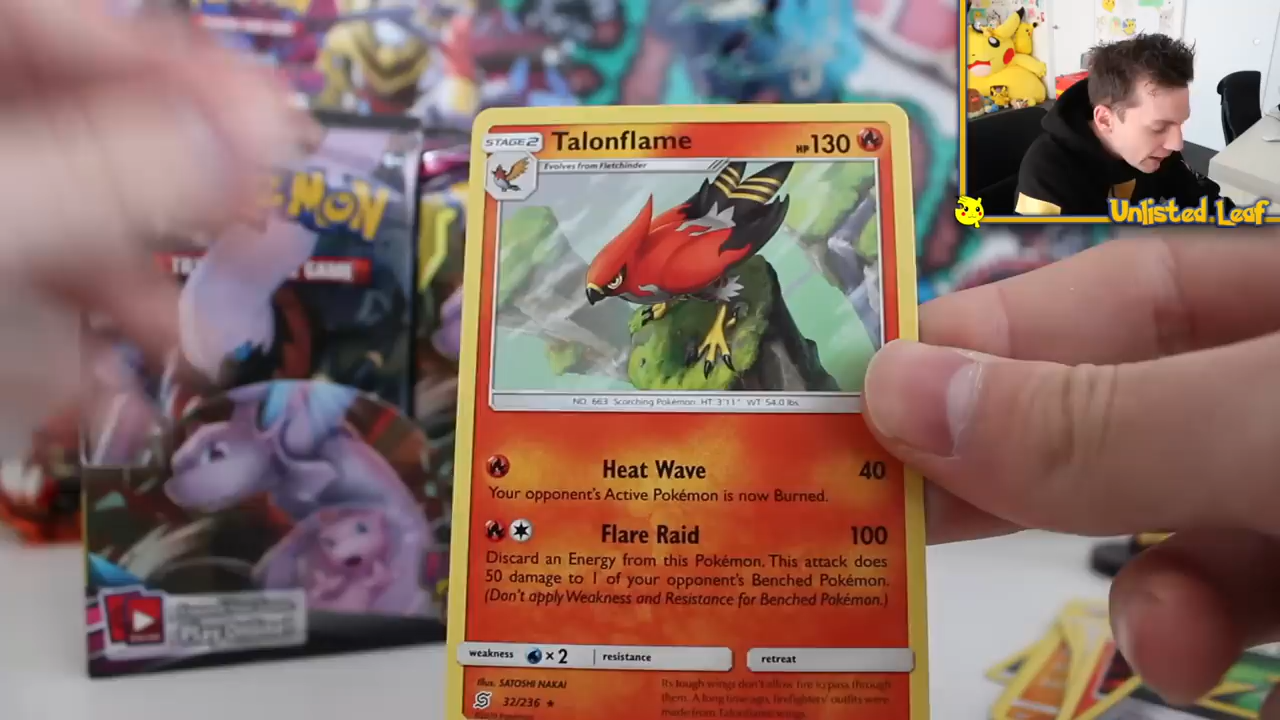 STAGE 2 Talonflame HP 130
Evolves from Fletchinder
NO. 663 Scorching Pokémon HT: 3'11" WT: 54.0 lbs
Heat Wave 40
Your opponent's Active Pokémon is now Burned.
Flare Raid 100
Discard an Energy from this Pokémon. This attack does
50 damage to 1 of your opponent's Benched Pokémon.
(Don't apply Weakness and Resistance for Benched Pokémon.)
weakness ×2 resistance retreat
Illus. SATOSHI NAKAI
32/236
Its tough wings don't allow fire to pass through
them. A long time ago, firefighters' outfits were
made from Talonflame wings.
Unlisted Leaf
GAME